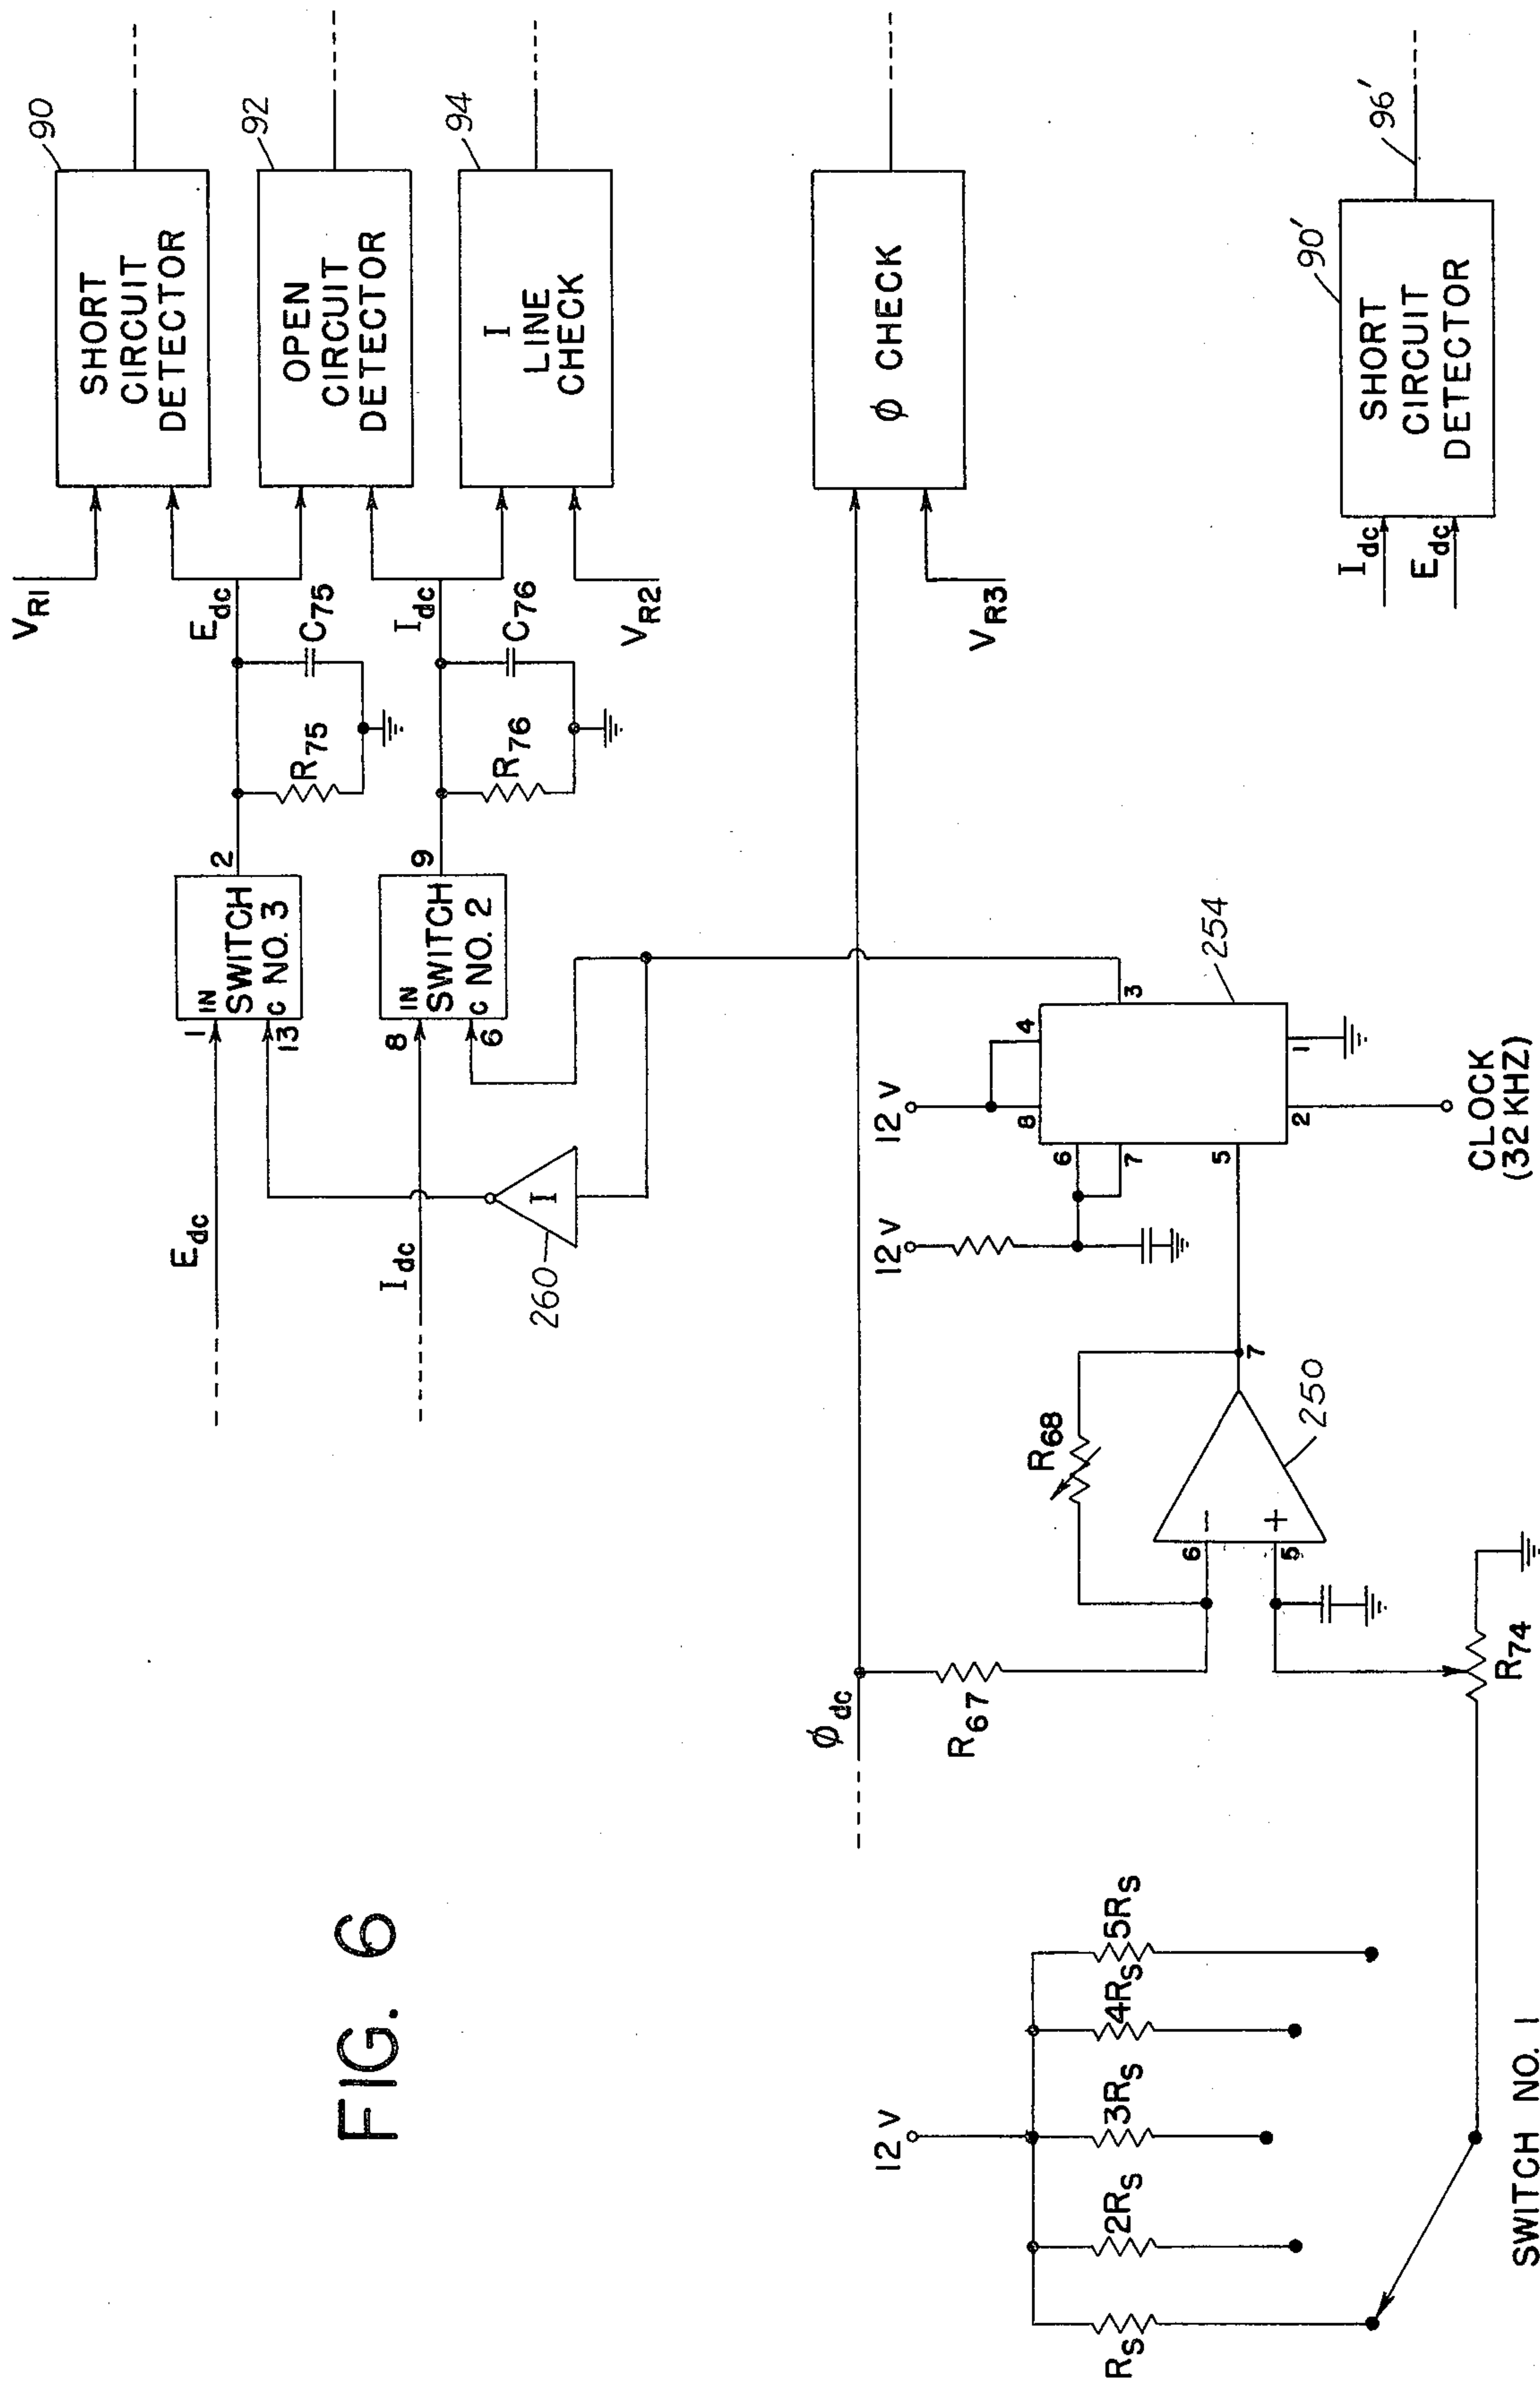 FIG. 6
90
SHORT
CIRCUIT
DETECTOR
92
OPEN
CIRCUIT
DETECTOR
94
I
LINE
CHECK
VR1
Edc
Idc
VR2
C75
R75
C76
R76
2
IN
SWITCH
C NO. 3
1
13
Edc
9
IN
SWITCH
C NO. 2
8
6
Idc
I
260
φ CHECK
VR3
φdc
R67
R68
6
−
+
5
7
250
12 V
12 V
6
7
5
8
4
3
2
1
254
CLOCK
(32 KHZ)
R74
12 V
RS
2RS
3RS
4RS
5RS
SWITCH NO. 1
Idc
Edc
90'
SHORT
CIRCUIT
DETECTOR
96'